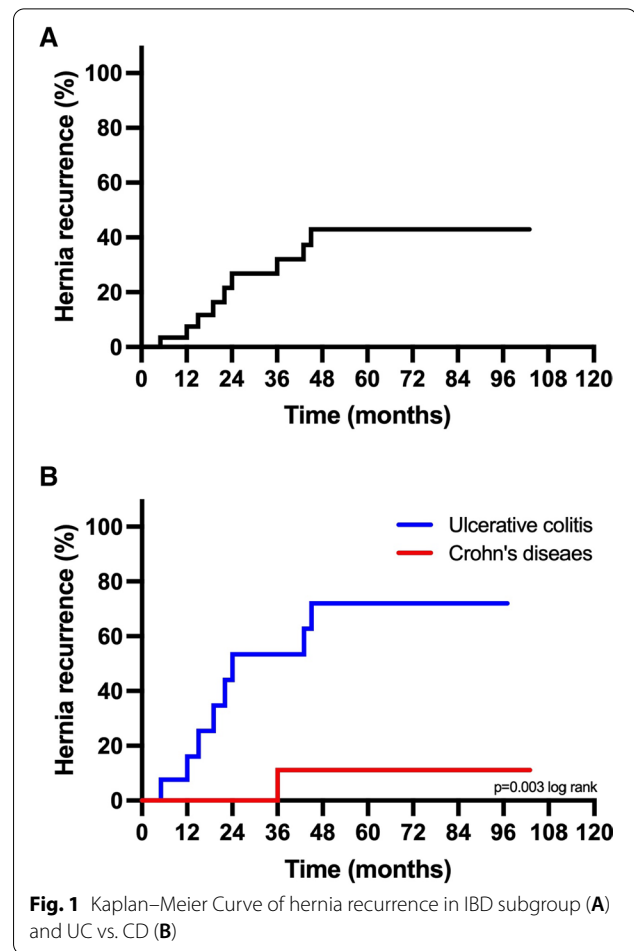 A
Hernia recurrence (%)
100
80
60
40
20
0
0 12 24 36 48 60 72 84 96 108 120
Time (months)
B
Hernia recurrence (%)
100
80
60
40
20
0
Ulcerative colitis
Crohn's diseaes
p=0.003 log rank
0 12 24 36 48 60 72 84 96 108 120
Time (months)
Fig. 1 Kaplan–Meier Curve of hernia recurrence in IBD subgroup (A)
and UC vs. CD (B)